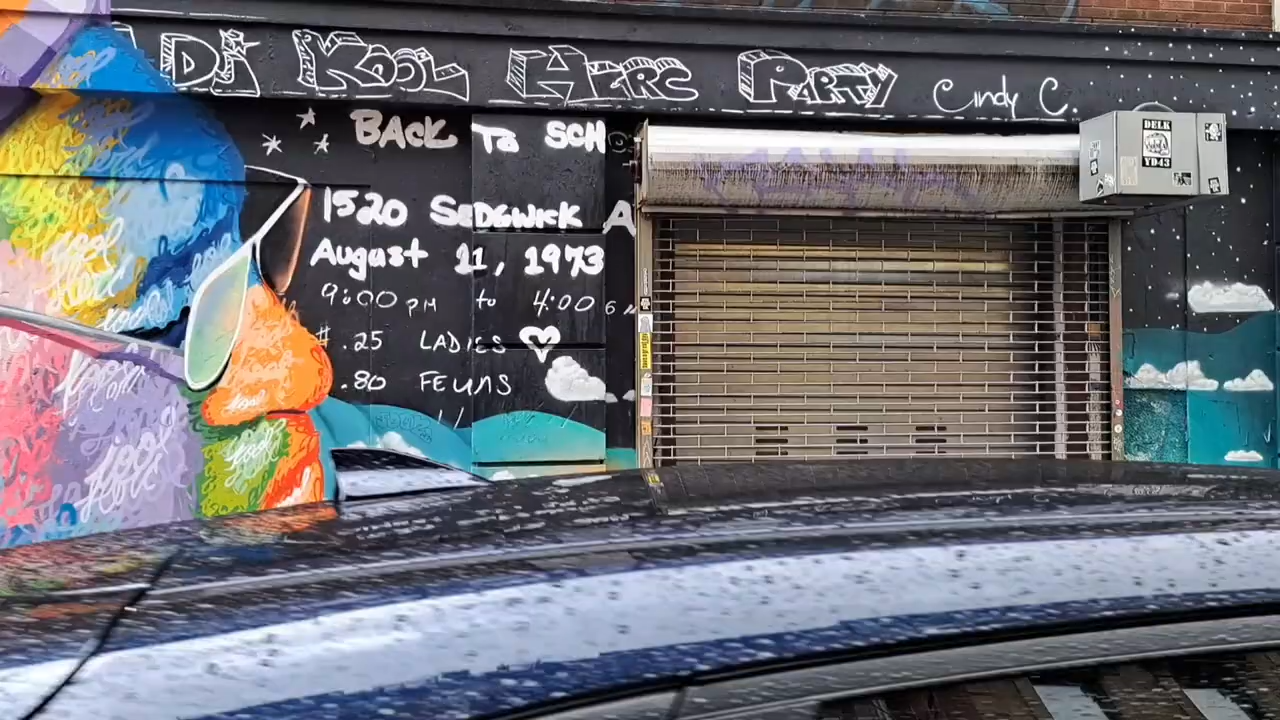 A DJ KOOL HERC PARTY Cindy C.
BACK TO SCH
1520 SEDGWICK A
August 11, 1973
9:00 PM to 4:00
$ .25 LADIES
.80 FELLAS
DELK
YD43